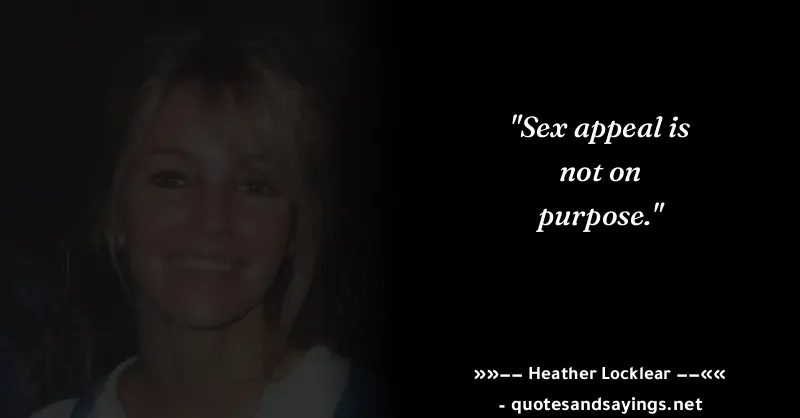 "Sex appeal is
not on
purpose."
»»−− Heather Locklear −−««
- quotesandsayings.net